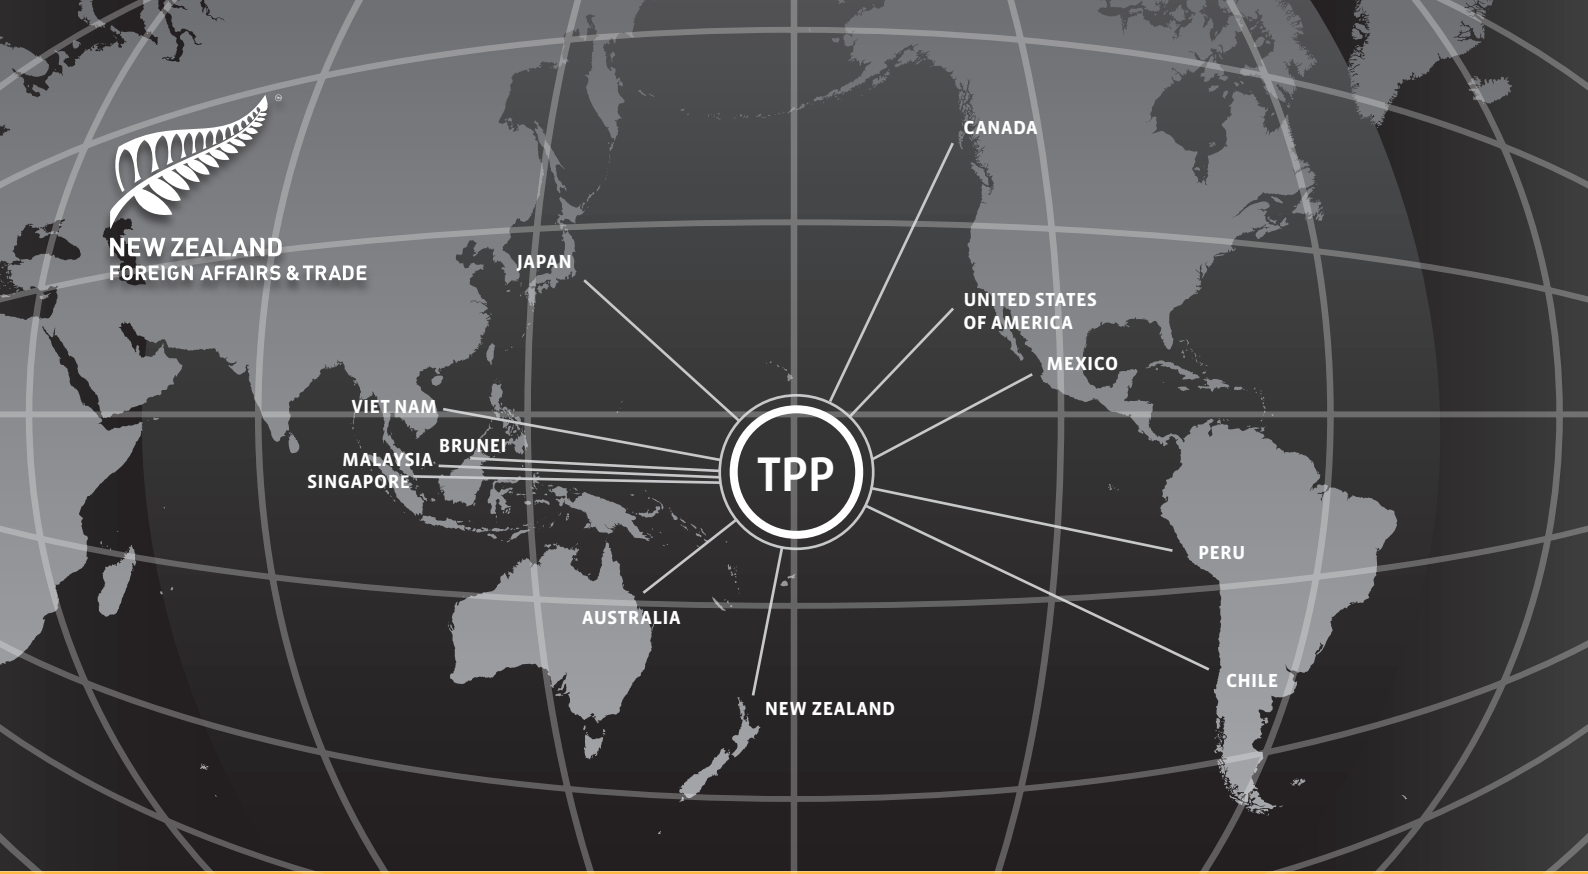 NEW ZEALAND
FOREIGN AFFAIRS & TRADE
CANADA
JAPAN
UNITED STATES
OF AMERICA
MEXICO
VIET NAM
BRUNEI
MALAYSIA
SINGAPORE
TPP
PERU
AUSTRALIA
CHILE
NEW ZEALAND